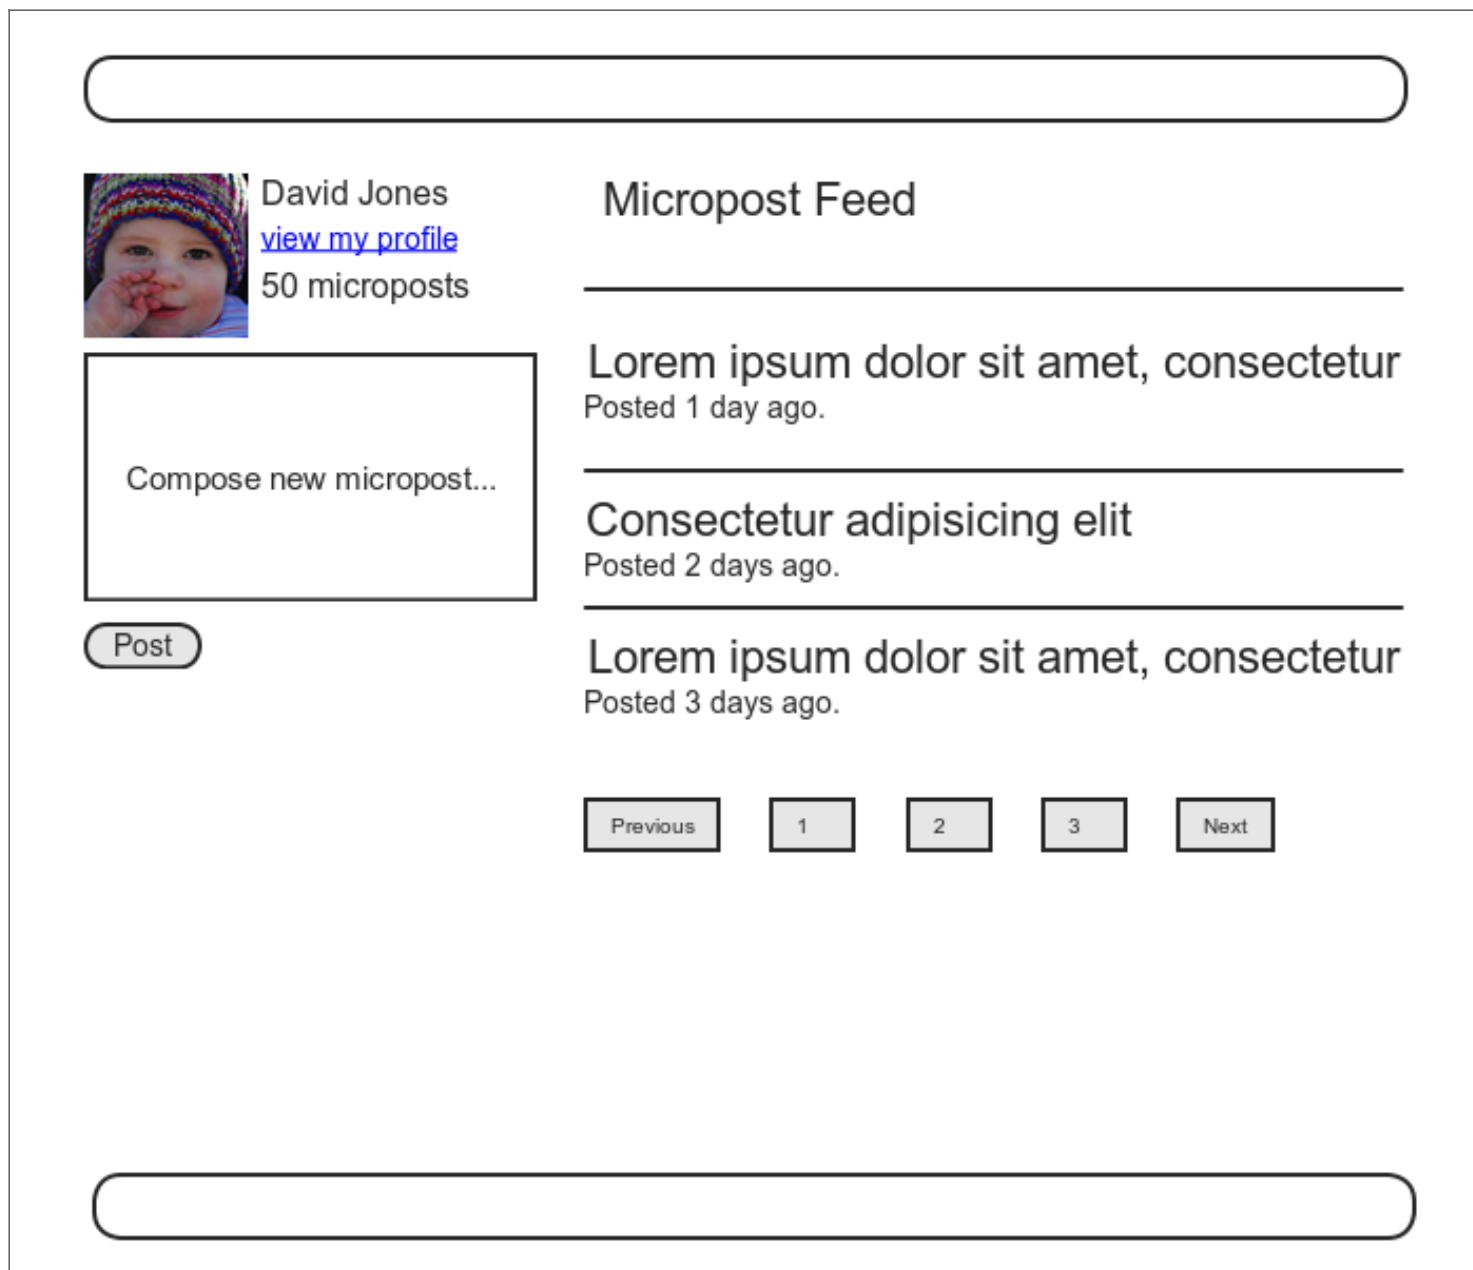 David Jones
view my profile
50 microposts
Compose new micropost...
Post
Micropost Feed
Lorem ipsum dolor sit amet, consectetur
Posted 1 day ago.
Consectetur adipisicing elit
Posted 2 days ago.
Lorem ipsum dolor sit amet, consectetur
Posted 3 days ago.
Previous 1 2 3 Next